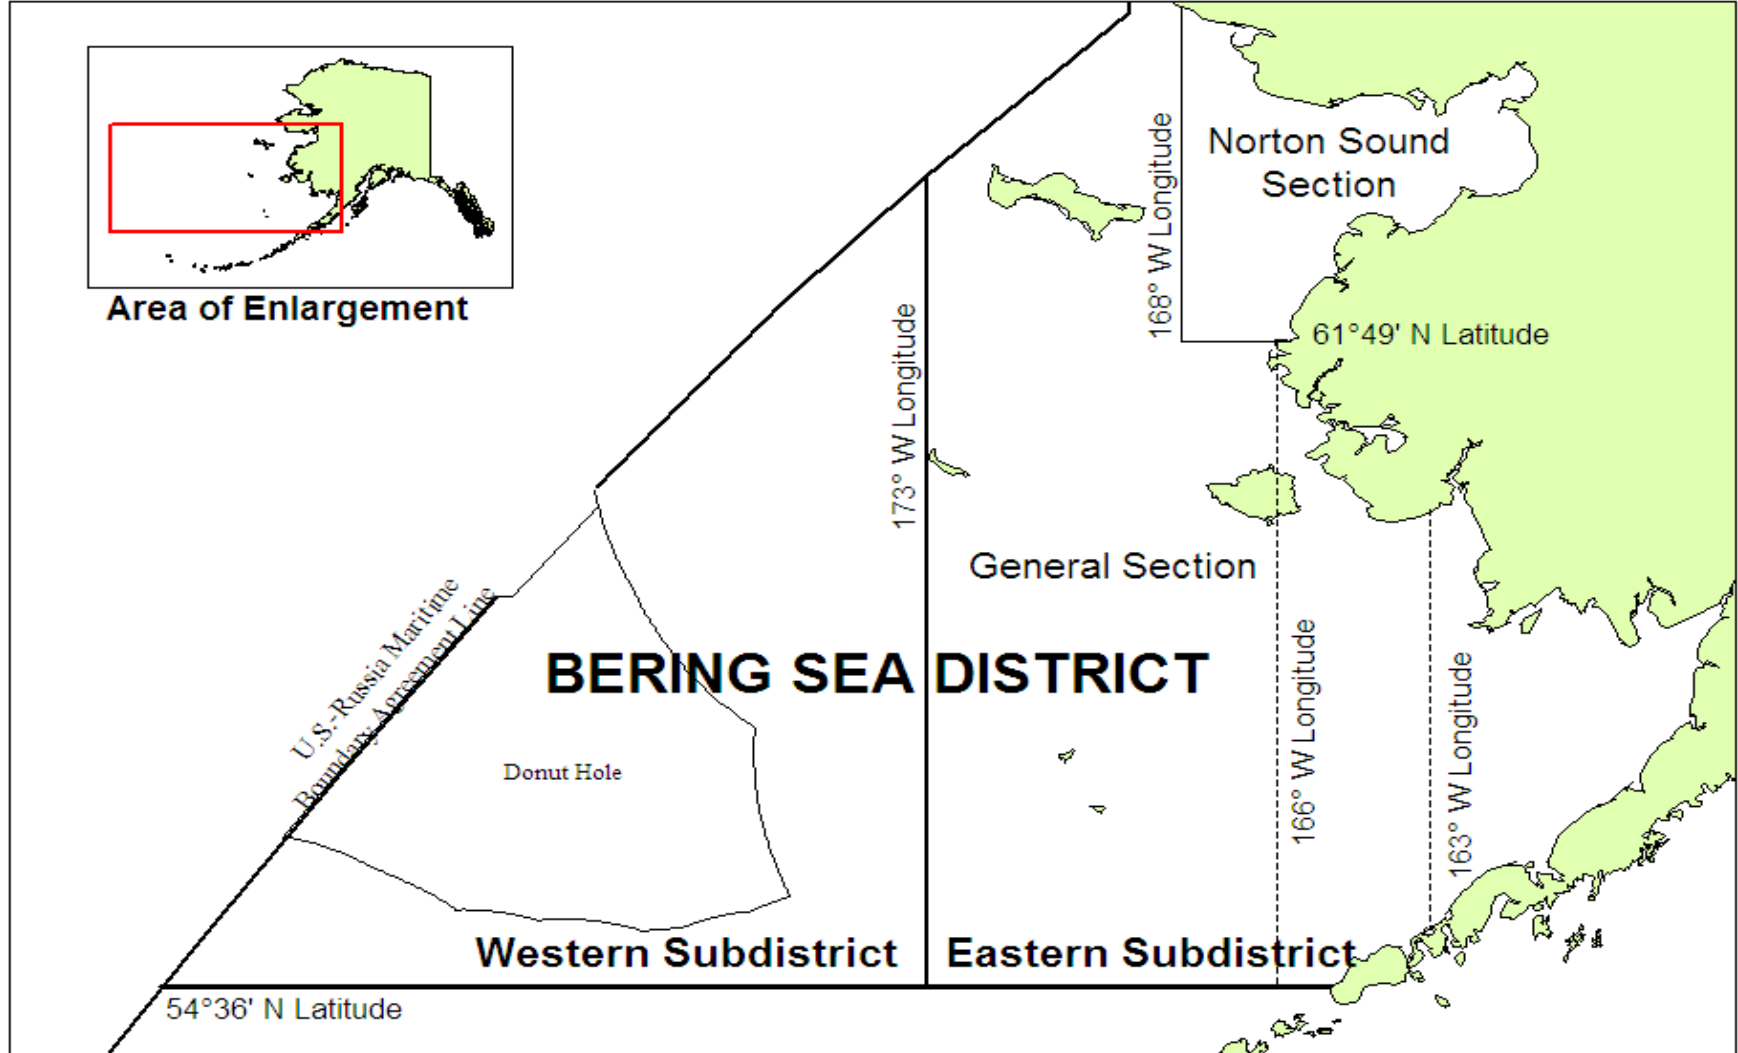 Area of Enlargement
Norton Sound
Section
168° W Longitude
61°49' N Latitude
173° W Longitude
General Section
U.S.-Russia Maritime
Boundary Agreement Line
BERING SEA DISTRICT
166° W Longitude
163° W Longitude
Donut Hole
Western Subdistrict
Eastern Subdistrict
54°36' N Latitude